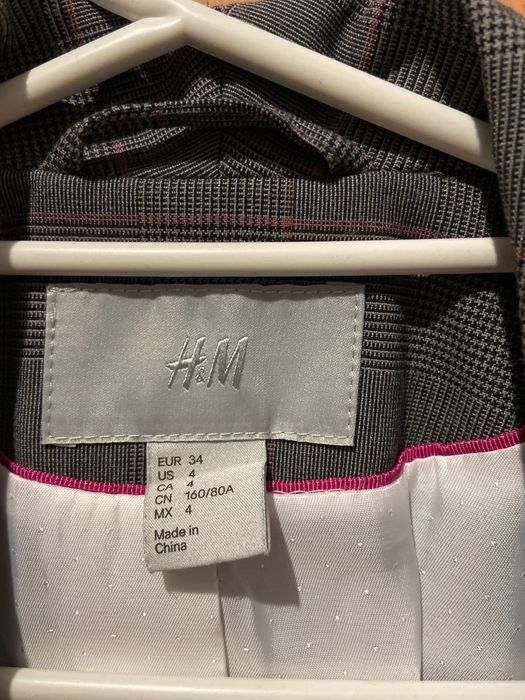 H&M
EUR 34
US 4
CA 4
CN 160/80A
MX 4
Made in
China